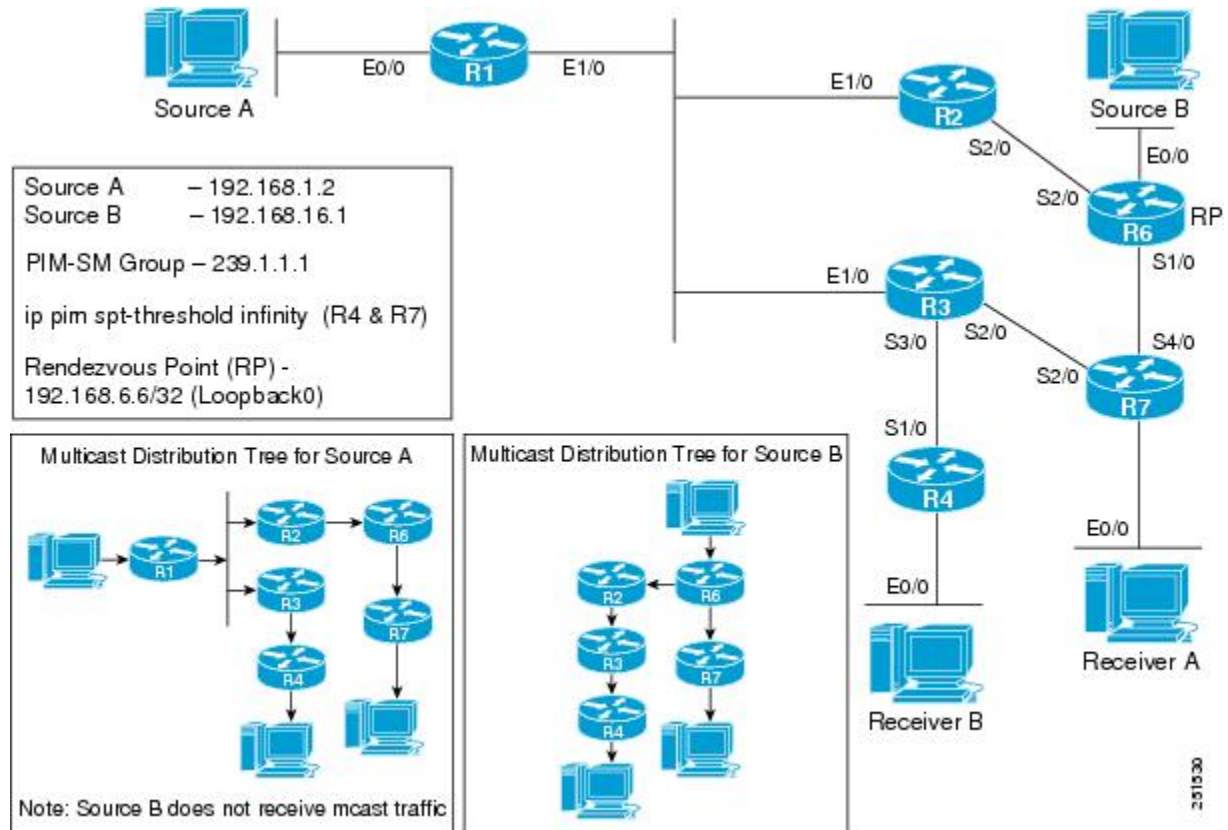 Source A
E0/0
R1
E1/0
E1/0
R2
S2/0
Source B
E0/0
S2/0
R6
RP
S1/0
Source A – 192.168.1.2
Source B – 192.168.16.1
PIM-SM Group – 239.1.1.1
ip pim spt-threshold infinity (R4 & R7)
Rendezvous Point (RP) -
192.168.6.6/32 (Loopback0)
E1/0
R3
S3/0
S2/0
S4/0
S2/0
R7
S1/0
R4
E0/0
Receiver B
E0/0
Receiver A
Multicast Distribution Tree for Source A
R1
R2
R6
R3
R7
R4
Note: Source B does not receive mcast traffic
Multicast Distribution Tree for Source B
R2
R6
R3
R7
R4
251530